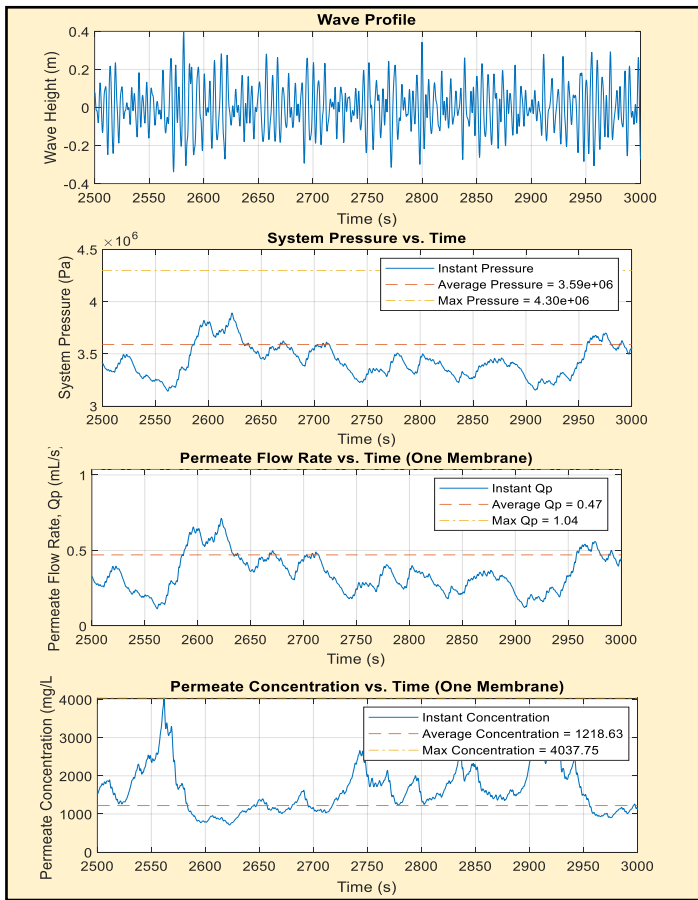 Wave Profile
0.4
0.2
0
-0.2
-0.4
Wave Height (m)
2500 2550 2600 2650 2700 2750 2800 2850 2900 2950 3000
Time (s)
× 10^6
System Pressure vs. Time
4.5
4
3.5
3
System Pressure (Pa)
Instant Pressure
Average Pressure = 3.59e+06
Max Pressure = 4.30e+06
2500 2550 2600 2650 2700 2750 2800 2850 2900 2950 3000
Time (s)
Permeate Flow Rate vs. Time (One Membrane)
1
0.5
0
Permeate Flow Rate, Qp (mL/s)
Instant Qp
Average Qp = 0.47
Max Qp = 1.04
2500 2550 2600 2650 2700 2750 2800 2850 2900 2950 3000
Time (s)
Permeate Concentration vs. Time (One Membrane)
4000
3000
2000
1000
0
Permeate Concentration (mg/L
Instant Concentration
Average Concentration = 1218.63
Max Concentration = 4037.75
2500 2550 2600 2650 2700 2750 2800 2850 2900 2950 3000
Time (s)